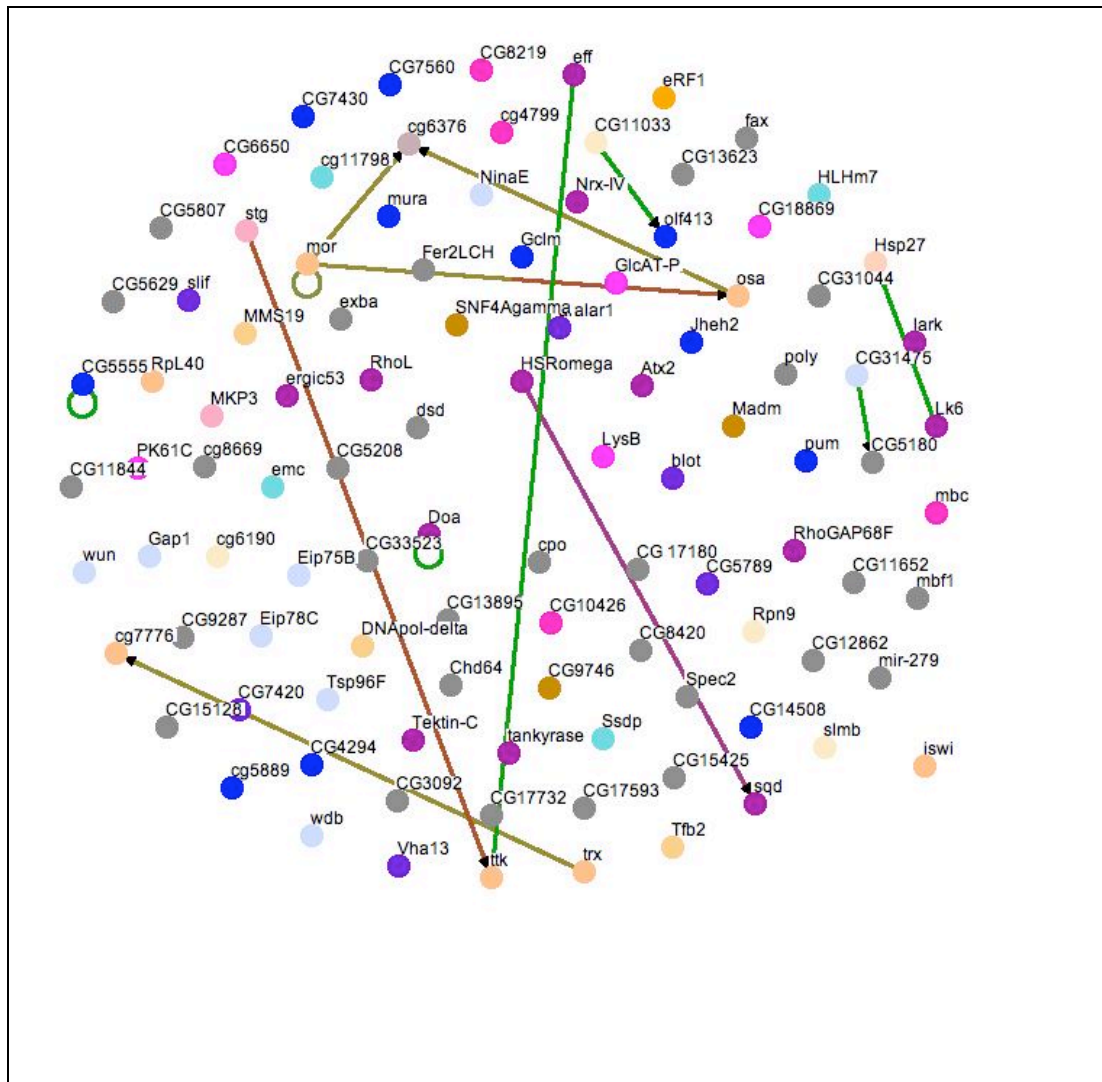 CG8219
eff
CG7560
eRF1
CG7430
cg6376
cg4799
CG11033
fax
CG6650
cg11798
CG13623
NinaE
Nrx-IV
HLHm7
CG5807
stg
mura
olf413
CG18869
mor
Fer2LCH
Gclm
Hsp27
CG5629
slif
exba
GlcAT-P
osa
CG31044
MMS19
SNF4Agamma
alar1
Jheh2
lark
CG5555
RpL40
ergic53
RhoL
HSRomega
Atx2
poly
CG31475
MKP3
dsd
Madm
Lk6
CG11844
PK61C
cg8669
emc
CG5208
LysB
blot
pum
CG5180
mbc
wun
Gap1
cg6190
Eip75B
CG33523
Doa
cpo
CG17180
CG5789
RhoGAP68F
CG11652
mbf1
cg7776
CG9287
Eip78C
DNApol-delta
CG13895
CG10426
CG8420
Rpn9
CG12862
mir-279
CG15128
CG7420
Tsp96F
Chd64
CG9746
Spec2
Tektin-C
tankyrase
Ssdp
CG14508
slmb
iswi
cg5889
CG4294
CG3092
CG17732
CG17593
CG15425
sqd
wdb
Vha13
ttk
trx
Tfb2